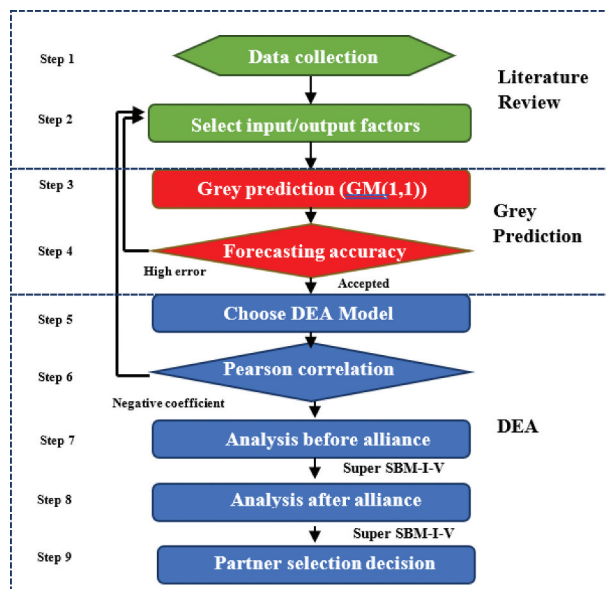 Step 1
Data collection
Literature
Review
Step 2
Select input/output factors
Step 3
Grey prediction (GM(1,1))
Grey
Prediction
Step 4
Forecasting accuracy
High error
Accepted
Step 5
Choose DEA Model
Step 6
Pearson correlation
Negative coefficient
DEA
Step 7
Analysis before alliance
Super SBM-I-V
Step 8
Analysis after alliance
Super SBM-I-V
Step 9
Partner selection decision